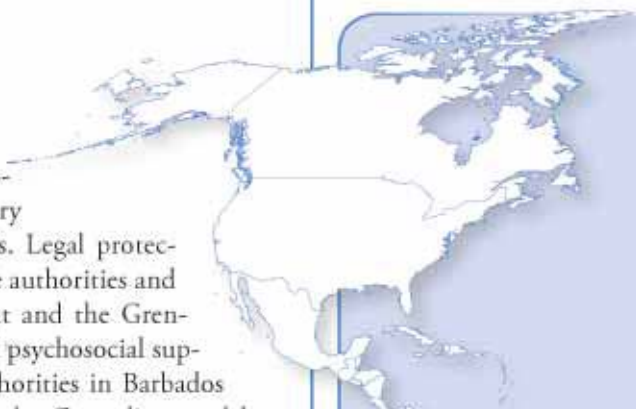 -
ry
s. Legal protec-
e authorities and
t and the Gren-
psychosocial sup-
horities in Barbados